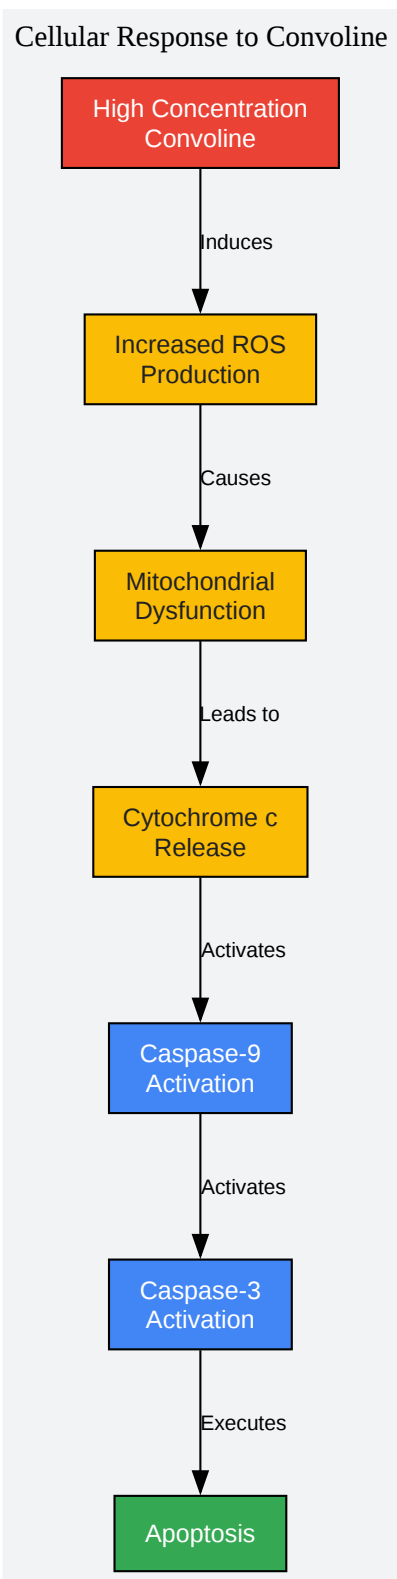 Cellular Response to Convoline
High Concentration
Convoline
Induces
Increased ROS
Production
Causes
Mitochondrial
Dysfunction
Leads to
Cytochrome c
Release
Activates
Caspase-9
Activation
Activates
Caspase-3
Activation
Executes
Apoptosis